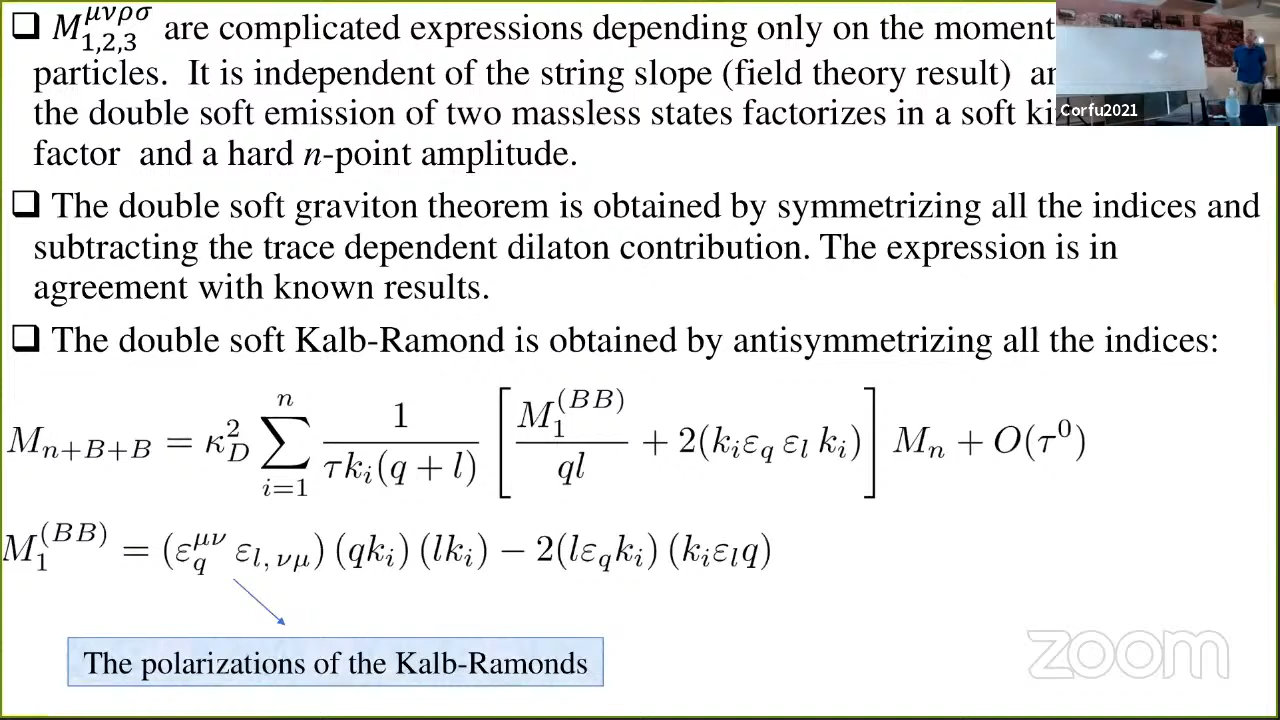 ❑ $M_{1,2,3}^{\mu\nu\rho\sigma}$ are complicated expressions depending only on the
particles. It is independent of the string slope (field theory result)
the double soft emission of two massless states factorizes in a soft
factor and a hard n-point amplitude.
❑ The double soft graviton theorem is obtained by symmetrizing all the indices and
subtracting the trace dependent dilaton contribution. The expression is in
agreement with known results.
❑ The double soft Kalb-Ramond is obtained by antisymmetrizing all the indices:
$M_{n+B+B} = \kappa_D^2 \sum_{i=1}^{n} \frac{1}{\tau k_i(q+l)} \left[ \frac{M_1^{(BB)}}{ql} + 2(k_i \varepsilon_q \, \varepsilon_l \, k_i) \right] M_n + O(\tau^0)$
$M_1^{(BB)} = (\varepsilon_q^{\mu\nu} \, \varepsilon_{l,\,\nu\mu}) \, (qk_i) \, (lk_i) - 2(l\varepsilon_q k_i) \, (k_i \varepsilon_l q)$
The polarizations of the Kalb-Ramonds
Corfu2021
zoom